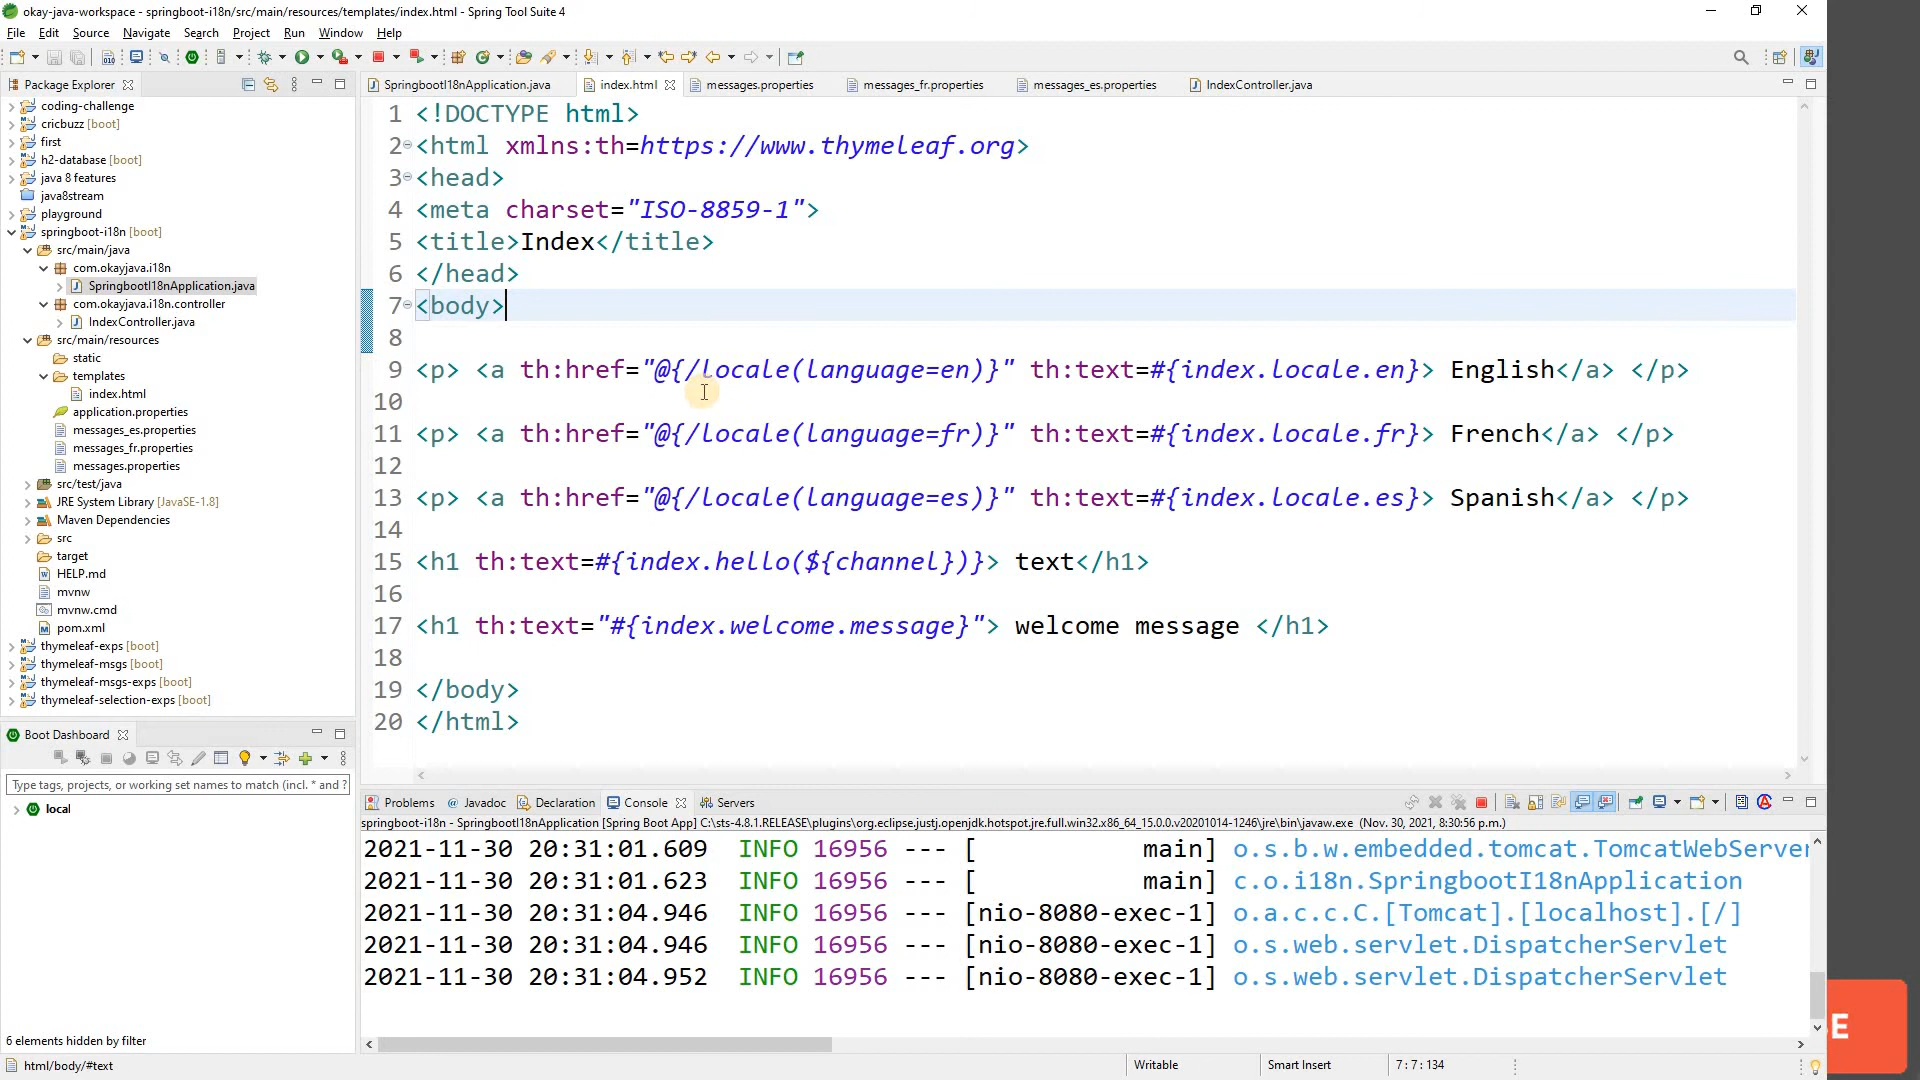 okay-java-workspace - springboot-i18n/src/main/resources/templates/index.html - Spring Tool Suite 4
File Edit Source Navigate Search Project Run Window Help
Package Explorer
coding-challenge
cricbuzz [boot]
first
h2-database [boot]
java 8 features
java8stream
playground
springboot-i18n [boot]
src/main/java
com.okayjava.i18n
SpringbootI18nApplication.java
com.okayjava.i18n.controller
IndexController.java
src/main/resources
static
templates
index.html
application.properties
messages_es.properties
messages_fr.properties
messages.properties
src/test/java
JRE System Library [JavaSE-1.8]
Maven Dependencies
src
target
HELP.md
mvnw
mvnw.cmd
pom.xml
thymeleaf-exps [boot]
thymeleaf-msgs [boot]
thymeleaf-msgs-exps [boot]
thymeleaf-selection-exps [boot]
Boot Dashboard
Type tags, projects, or working set names to match (incl. * and ?
local
6 elements hidden by filter
SpringbootI18nApplication.java index.html messages.properties messages_fr.properties messages_es.properties IndexController.java
1 <!DOCTYPE html>
2 <html xmlns:th=https://www.thymeleaf.org>
3 <head>
4 <meta charset="ISO-8859-1">
5 <title>Index</title>
6 </head>
7 <body>
8
9 <p> <a th:href="@{/locale(language=en)}" th:text=#{index.locale.en}> English</a> </p>
10
11 <p> <a th:href="@{/locale(language=fr)}" th:text=#{index.locale.fr}> French</a> </p>
12
13 <p> <a th:href="@{/locale(language=es)}" th:text=#{index.locale.es}> Spanish</a> </p>
14
15 <h1 th:text=#{index.hello(${channel})}> text</h1>
16
17 <h1 th:text="#{index.welcome.message}"> welcome message </h1>
18
19 </body>
20 </html>
Problems @ Javadoc Declaration Console Servers
springboot-i18n - SpringbootI18nApplication [Spring Boot App] C:\sts-4.8.1.RELEASE\plugins\org.eclipse.justj.openjdk.hotspot.jre.full.win32.x86_64_15.0.0.v20201014-1246\jre\bin\javaw.exe (Nov. 30, 2021, 8:30:56 p.m.)
2021-11-30 20:31:01.609 INFO 16956 --- [ main] o.s.b.w.embedded.tomcat.TomcatWebServer
2021-11-30 20:31:01.623 INFO 16956 --- [ main] c.o.i18n.SpringbootI18nApplication
2021-11-30 20:31:04.946 INFO 16956 --- [nio-8080-exec-1] o.a.c.c.C.[Tomcat].[localhost].[/]
2021-11-30 20:31:04.946 INFO 16956 --- [nio-8080-exec-1] o.s.web.servlet.DispatcherServlet
2021-11-30 20:31:04.952 INFO 16956 --- [nio-8080-exec-1] o.s.web.servlet.DispatcherServlet
html/body/#text
Writable
Smart Insert
7 : 7 : 134